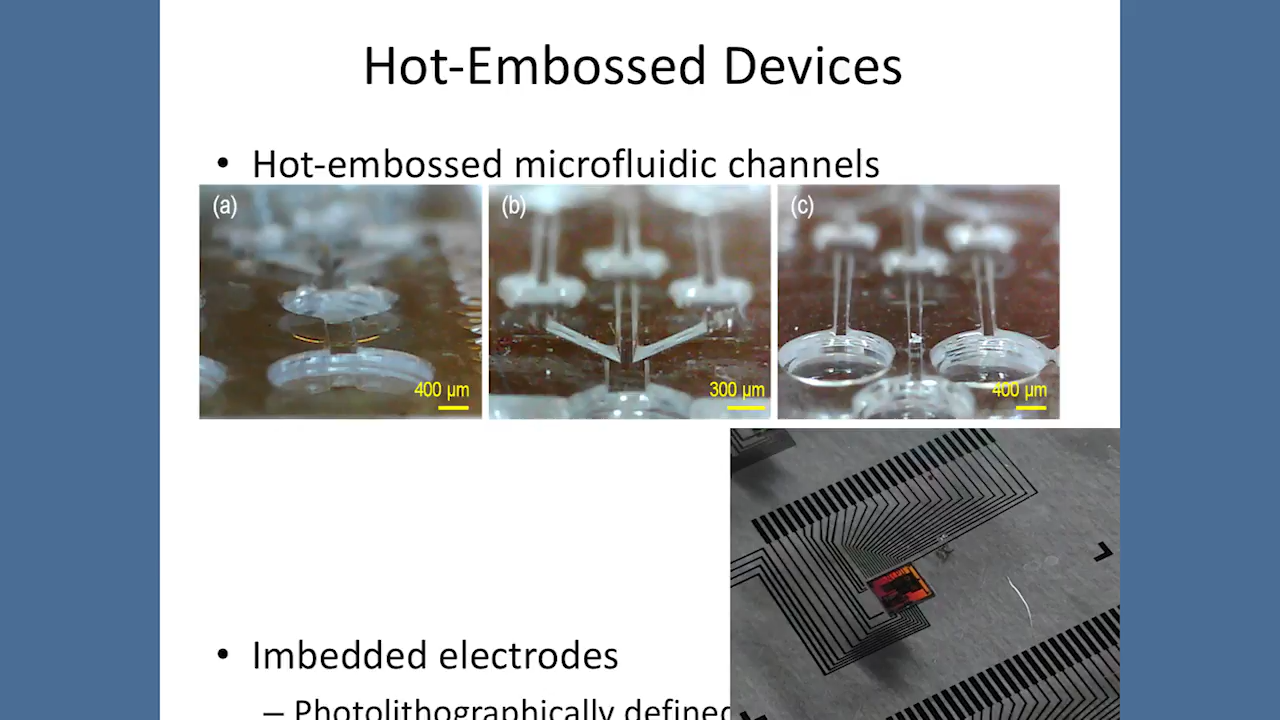 Hot-Embossed Devices
• Hot-embossed microfluidic channels
(a) (b) (c)
400 µm 300 µm 400 µm
• Imbedded electrodes
– Photolithographically defined